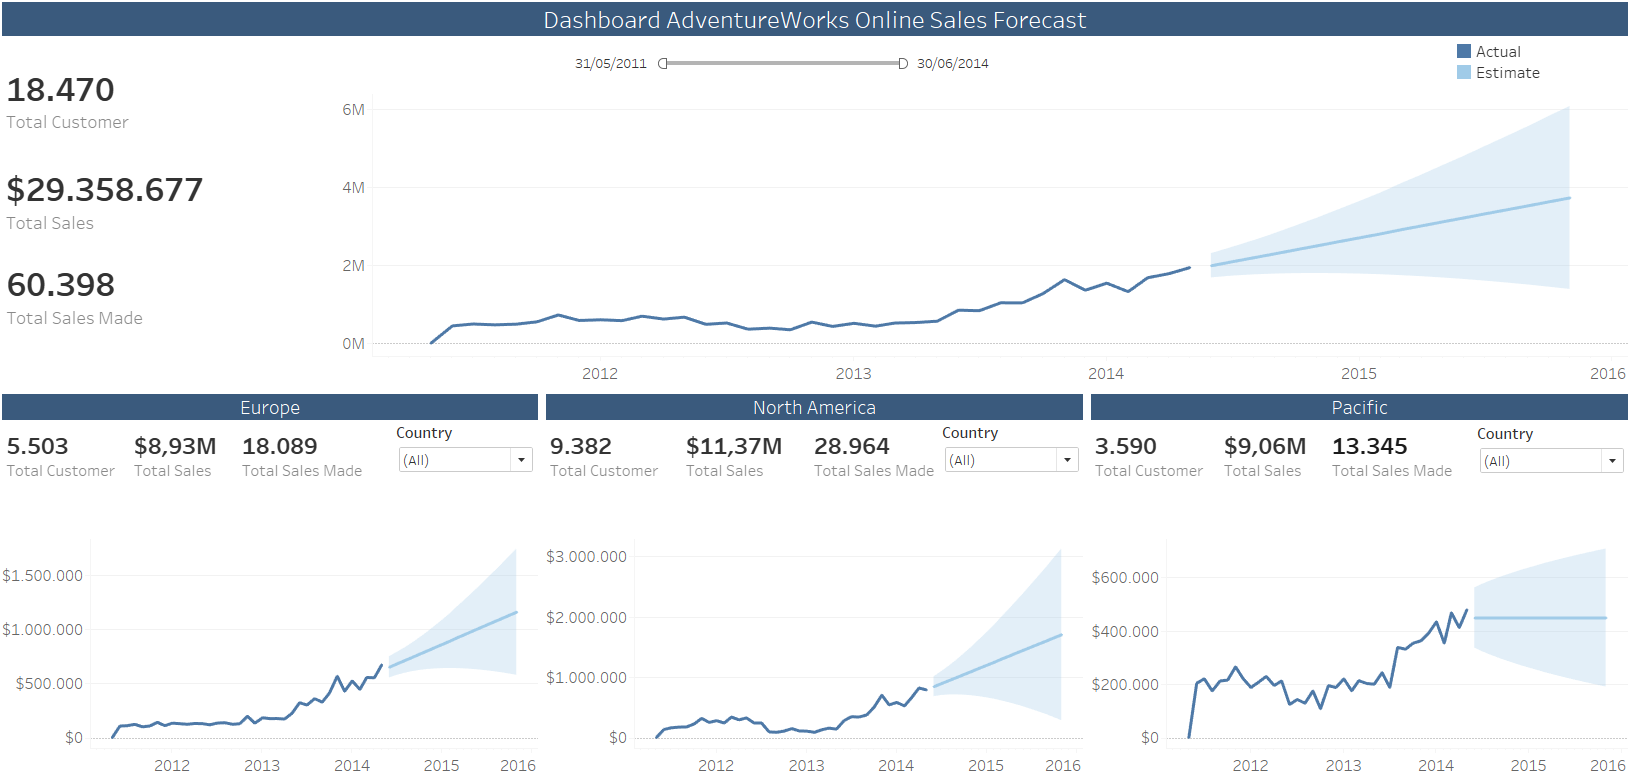 Dashboard AdventureWorks Online Sales Forecast
31/05/2011
30/06/2014
Actual
Estimate
18.470
Total Customer
$29.358.677
Total Sales
60.398
Total Sales Made
6M
4M
2M
0M
2012 2013 2014 2015 2016
Europe
5.503 $8,93M 18.089
Total Customer Total Sales Total Sales Made
Country
(All)
$1.500.000
$1.000.000
$500.000
$0
2012 2013 2014 2015 2016
North America
9.382 $11,37M 28.964
Total Customer Total Sales Total Sales Made
Country
(All)
$3.000.000
$2.000.000
$1.000.000
$0
2012 2013 2014 2015 2016
Pacific
3.590 $9,06M 13.345
Total Customer Total Sales Total Sales Made
Country
(All)
$600.000
$400.000
$200.000
$0
2012 2013 2014 2015 2016